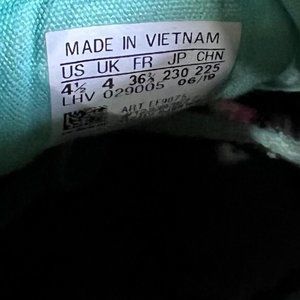 MADE IN VIETNAM
US UK FR JP CHN
4½ 4 36⅔ 230 225
LHV 029005 06/19
ART